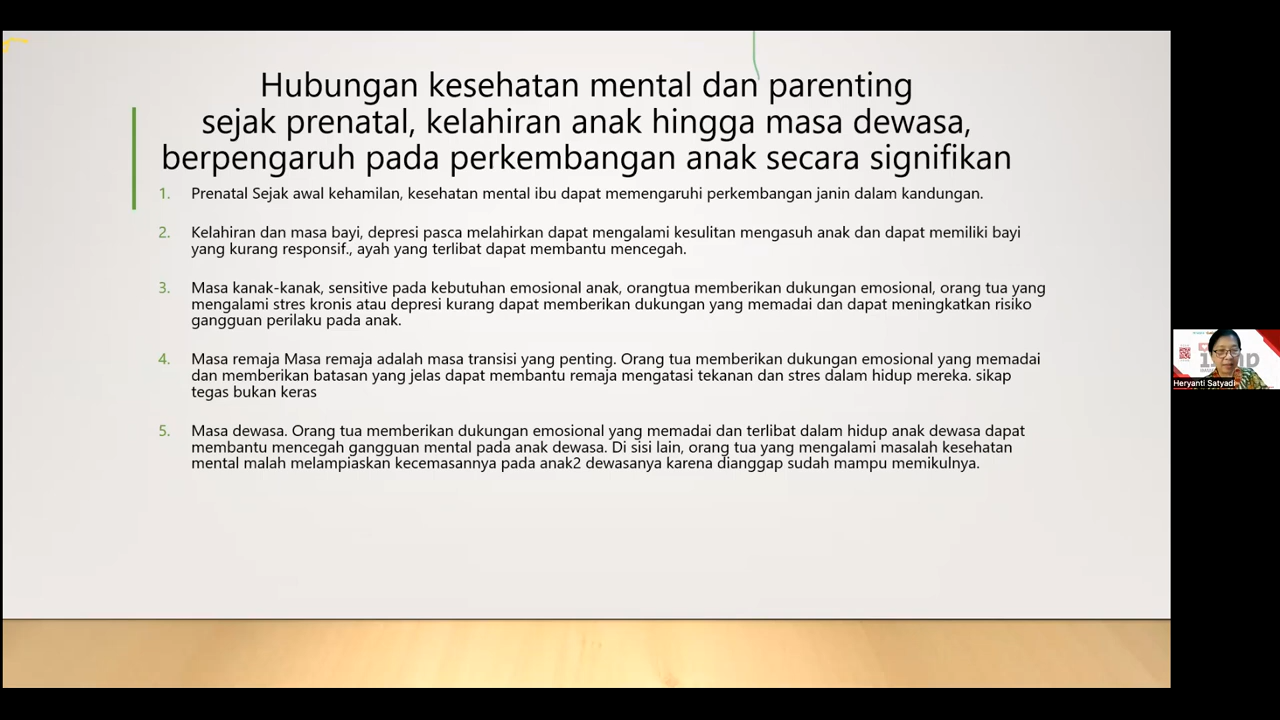 Hubungan kesehatan mental dan parenting
sejak prenatal, kelahiran anak hingga masa dewasa,
berpengaruh pada perkembangan anak secara signifikan
1. Prenatal Sejak awal kehamilan, kesehatan mental ibu dapat memengaruhi perkembangan janin dalam kandungan.
2. Kelahiran dan masa bayi, depresi pasca melahirkan dapat mengalami kesulitan mengasuh anak dan dapat memiliki bayi
yang kurang responsif., ayah yang terlibat dapat membantu mencegah.
3. Masa kanak-kanak, sensitive pada kebutuhan emosional anak, orangtua memberikan dukungan emosional, orang tua yang
mengalami stres kronis atau depresi kurang dapat memberikan dukungan yang memadai dan dapat meningkatkan risiko
gangguan perilaku pada anak.
4. Masa remaja Masa remaja adalah masa transisi yang penting. Orang tua memberikan dukungan emosional yang memadai
dan memberikan batasan yang jelas dapat membantu remaja mengatasi tekanan dan stres dalam hidup mereka. sikap
tegas bukan keras
5. Masa dewasa. Orang tua memberikan dukungan emosional yang memadai dan terlibat dalam hidup anak dewasa dapat
membantu mencegah gangguan mental pada anak dewasa. Di sisi lain, orang tua yang mengalami masalah kesehatan
mental malah melampiaskan kecemasannya pada anak2 dewasanya karena dianggap sudah mampu memikulnya.
Heryanti Satyadi